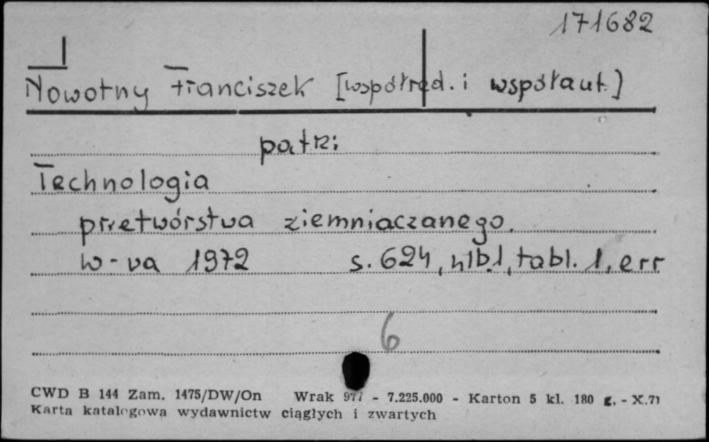 171682
Nowotny Franciszek [współred. i współaut.]
patrz:
Technologia
przetwórstwa ziemniaczanego.
W-wa 1972 s. 624, nlb. 1, tabl. 1, err
6
CWD B 144 Zam. 1475/DW/On Wrak 977 - 7.225.000 - Karton 5 kl. 180 g. - X.71
Karta katalogowa wydawnictw ciągłych i zwartych